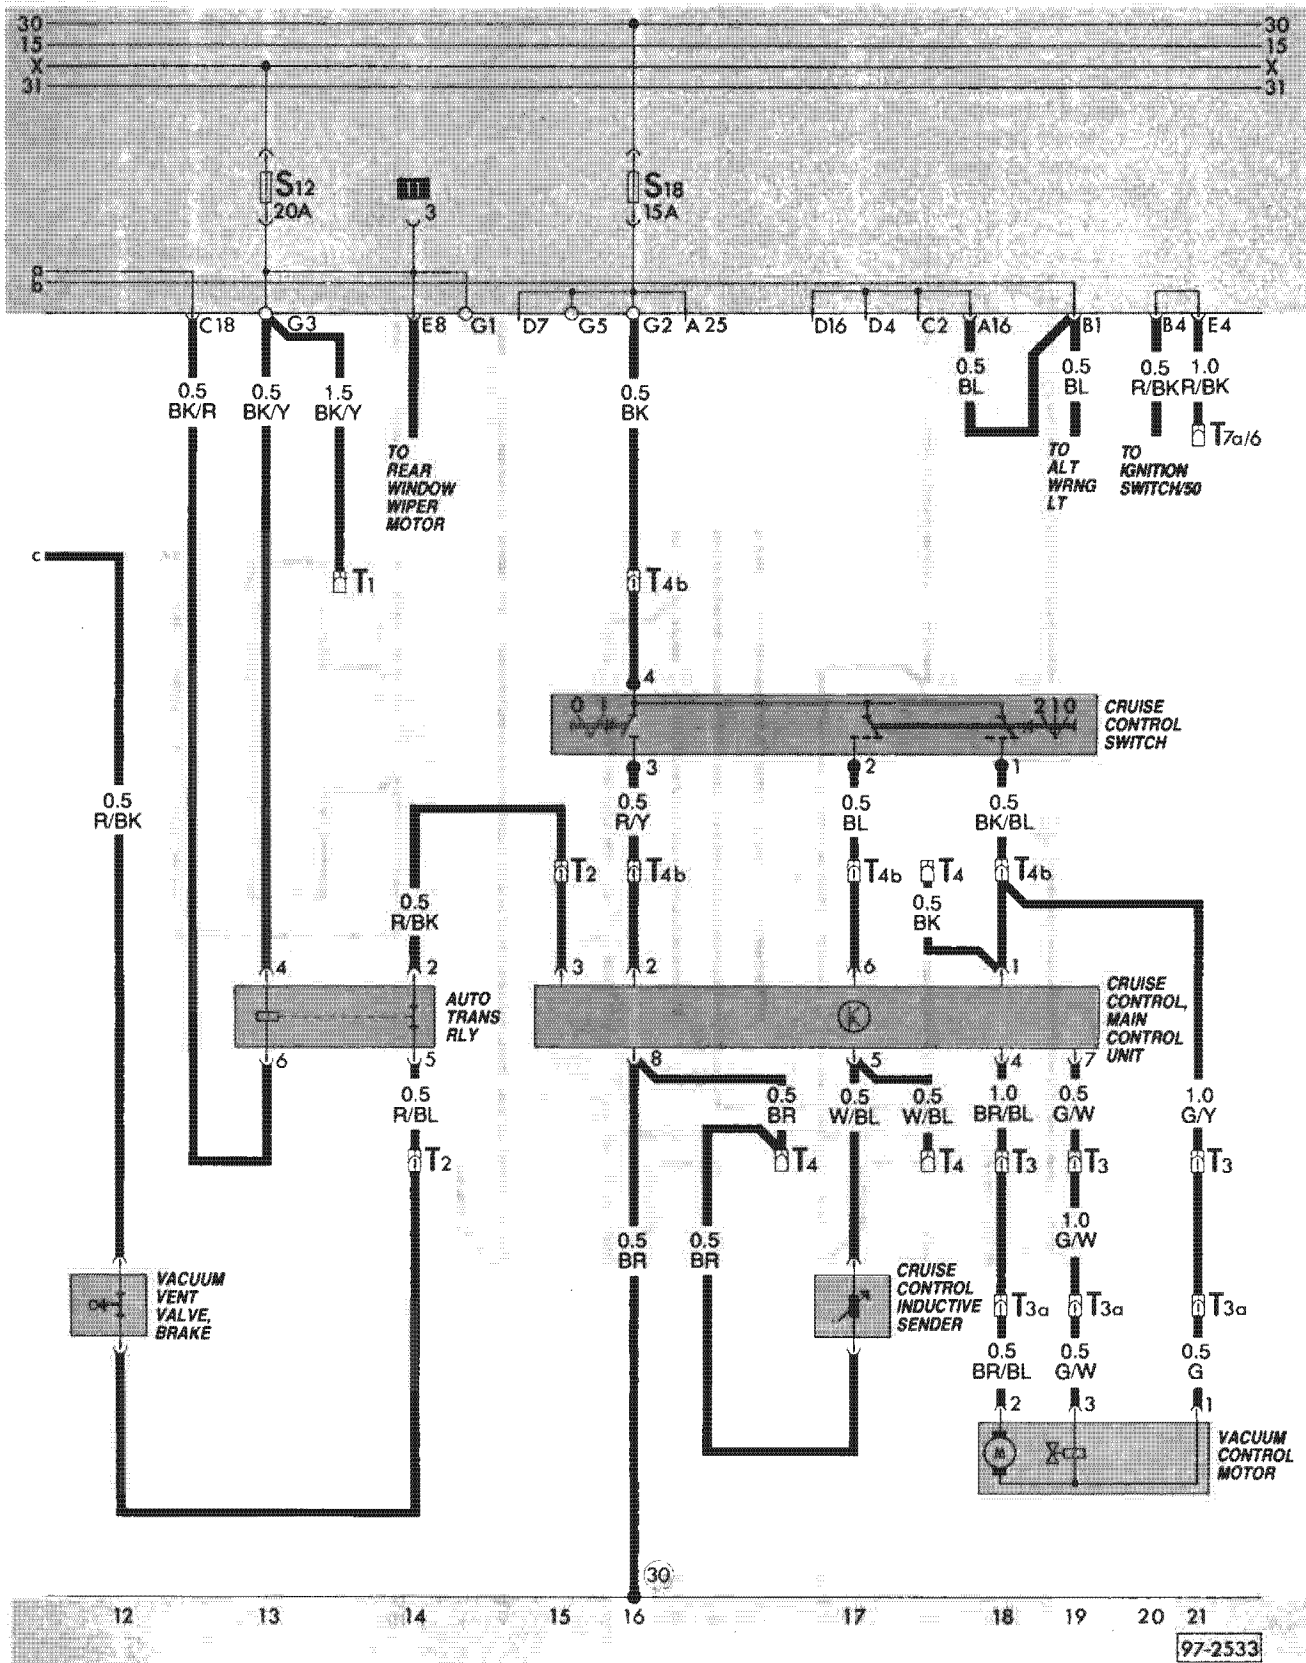 30 30
15 15
X X
31 31
S12
20A
11
3
S18
15A
a
b
C18 G3 E8 G1 D7 G5 G2 A25 D16 D4 C2 A16 B1 B4 E4
0.5 0.5 1.5 0.5 0.5 0.5 0.5 1.0
BK/R BK/Y BK/Y BK BL BL R/BK R/BK
T7a/6
TO
REAR
WINDOW
WIPER
MOTOR
TO
ALT
WRNG
LT
TO
IGNITION
SWITCH/50
c
T1
T4b
4
0 1
2 1 0
CRUISE
CONTROL
SWITCH
3 2 1
0.5 0.5 0.5 0.5
R/BK R/Y BL BK/BL
T2 T4b T4b T4 T4b
0.5
R/BK
0.5
BK
4 2 3 2 6 1
AUTO
TRANS
RLY
K
CRUISE
CONTROL,
MAIN
CONTROL
UNIT
6 5 8 5 4 7
0.5 0.5 0.5 0.5 1.0 0.5 1.0
R/BL BR W/BL W/BL BR/BL G/W G/Y
T2 T4 T4 T3 T3 T3
0.5 0.5 1.0
BR BR G/W
VACUUM
VENT
VALVE,
BRAKE
CRUISE
CONTROL
INDUCTIVE
SENDER
T3a T3a T3a
0.5 0.5 0.5
BR/BL G/W G
2 3 1
M
VACUUM
CONTROL
MOTOR
30
12 13 14 15 16 17 18 19 20 21
97-2533